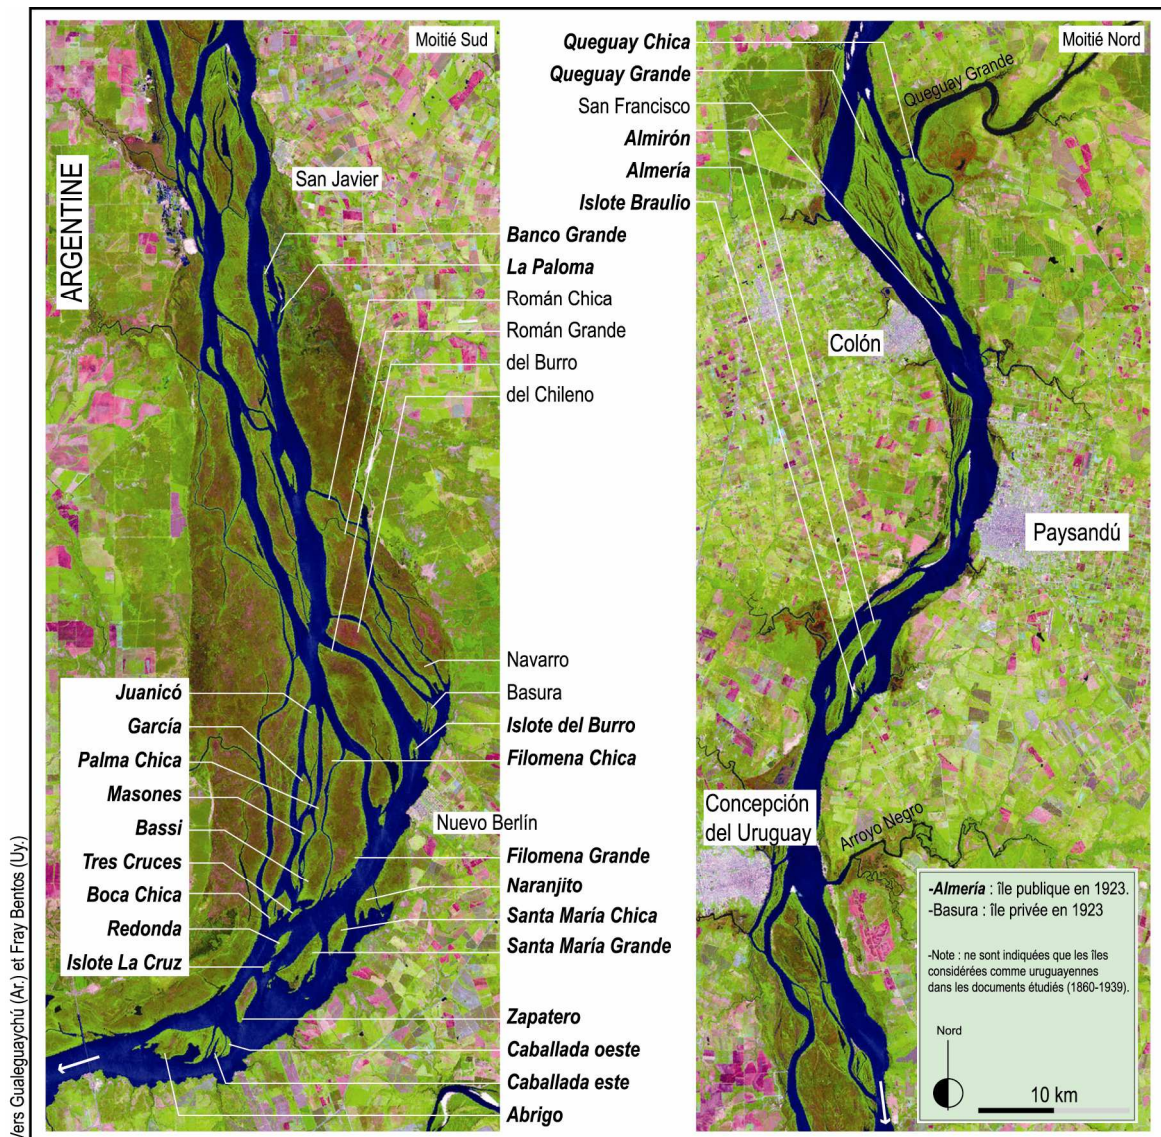 Moitié Sud
ARGENTINE
San Javier
Banco Grande
La Paloma
Román Chica
Román Grande
del Burro
del Chileno
Navarro
Basura
Islote del Burro
Filomena Chica
Nuevo Berlín
Filomena Grande
Naranjito
Santa María Chica
Santa María Grande
Zapatero
Caballada oeste
Caballada este
Abrigo
Juanicó
García
Palma Chica
Masones
Bassi
Tres Cruces
Boca Chica
Redonda
Islote La Cruz
Vers Gualeguaychú (Ar.) et Fray Bentos (Uy.)
Moitié Nord
Queguay Chica
Queguay Grande
San Francisco
Almirón
Almería
Islote Braulio
Queguay Grande
Colón
Paysandú
Concepción
del Uruguay
Arroyo Negro
-Almería : île publique en 1923.
-Basura : île privée en 1923
-Note : ne sont indiquées que les îles
considérées comme uruguayennes
dans les documents étudiés (1860-1939).
Nord
10 km